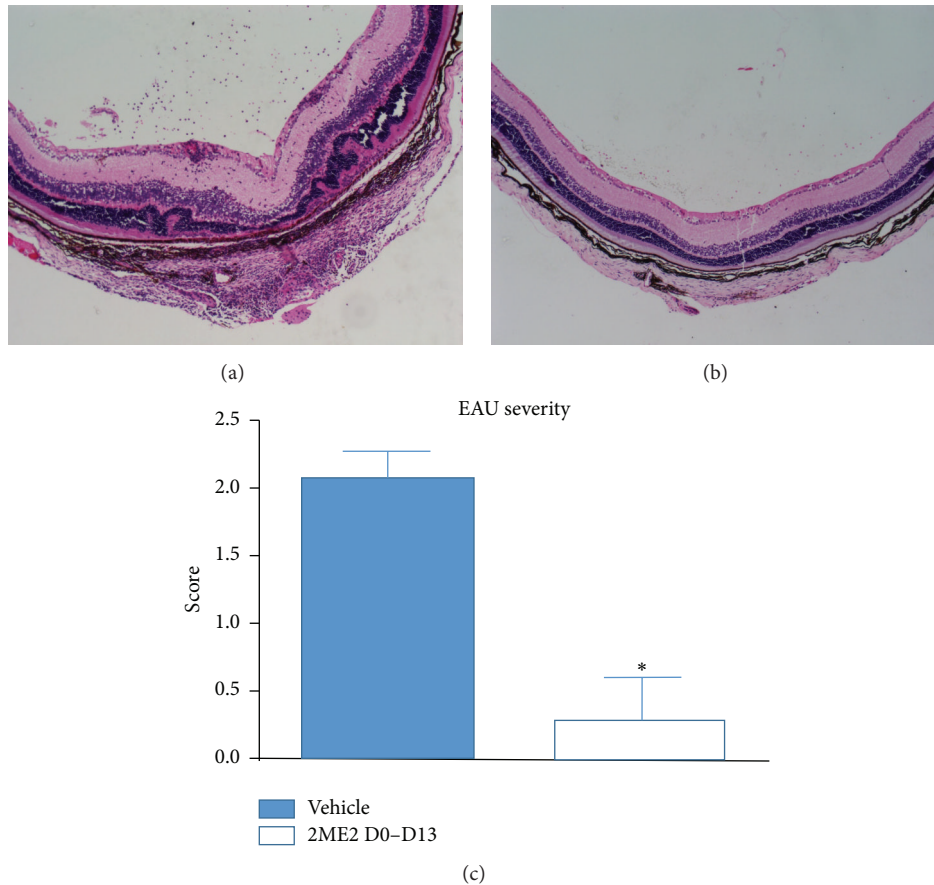 (a)
(b)
EAU severity
2.5
2.0
1.5
1.0
0.5
0.0
Score
*
Vehicle
2ME2 D0–D13
(c)